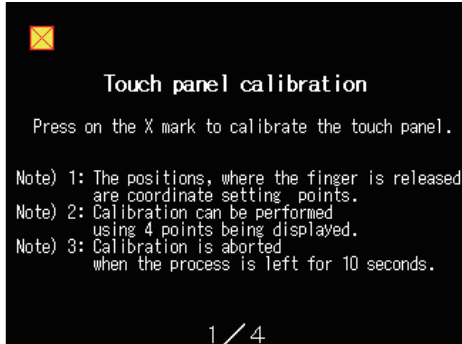 Touch panel calibration
Press on the X mark to calibrate the touch panel.
Note) 1: The positions, where the finger is released
are coordinate setting points.
Note) 2: Calibration can be performed
using 4 points being displayed.
Note) 3: Calibration is aborted
when the process is left for 10 seconds.
1/4